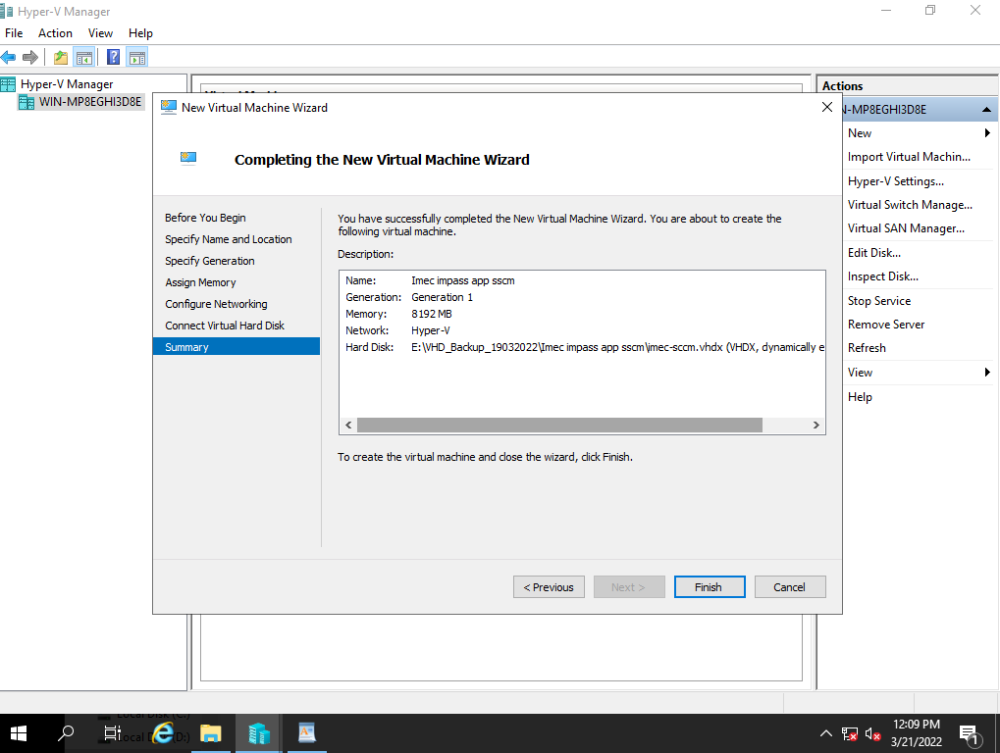 Hyper-V Manager
File Action View Help
Hyper-V Manager
WIN-MP8EGHI3D8E
New Virtual Machine Wizard
Completing the New Virtual Machine Wizard
Before You Begin
Specify Name and Location
Specify Generation
Assign Memory
Configure Networking
Connect Virtual Hard Disk
Summary
You have successfully completed the New Virtual Machine Wizard. You are about to create the
following virtual machine.
Description:
Name: Imec impass app sscm
Generation: Generation 1
Memory: 8192 MB
Network: Hyper-V
Hard Disk: E:\VHD_Backup_19032022\Imec impass app sscm\imec-sccm.vhdx (VHDX, dynamically e
To create the virtual machine and close the wizard, click Finish.
< Previous
Next >
Finish
Cancel
Actions
N-MP8EGHI3D8E
New
Import Virtual Machin...
Hyper-V Settings...
Virtual Switch Manage...
Virtual SAN Manager...
Edit Disk...
Inspect Disk...
Stop Service
Remove Server
Refresh
View
Help
Local Disk (C:)
Local D (D:)
12:09 PM
3/21/2022
1